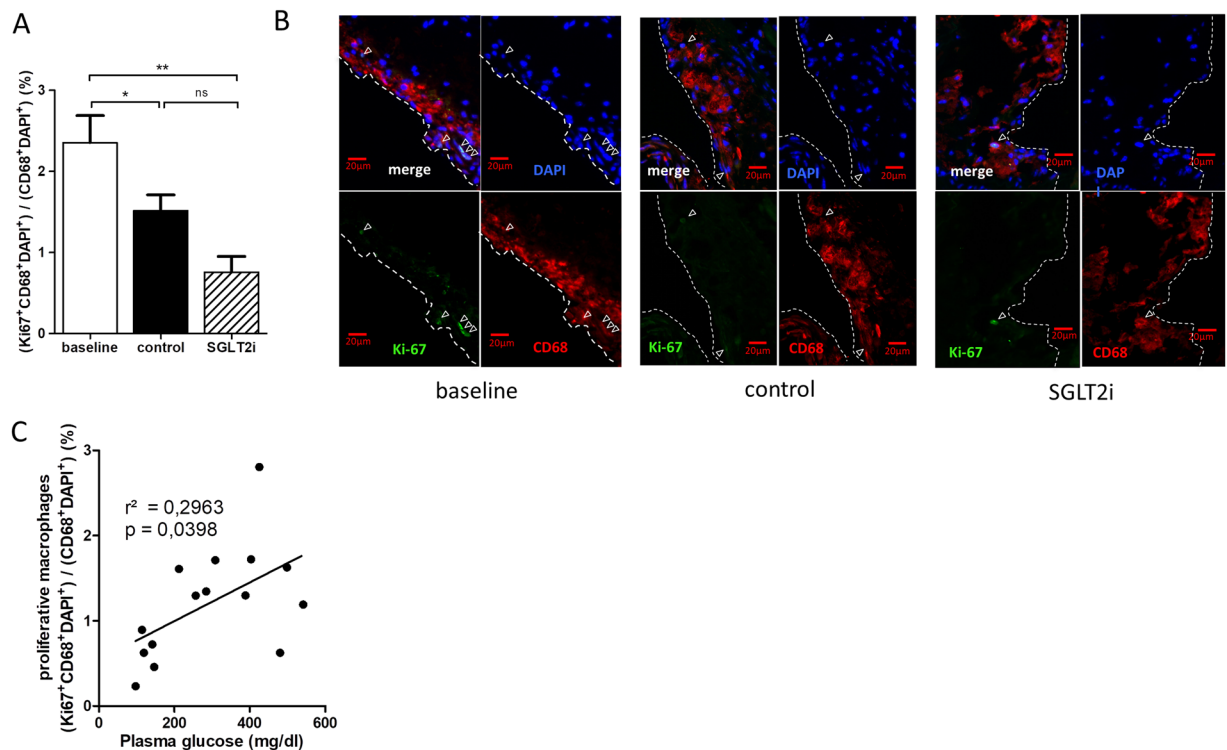 A
(Ki67⁺CD68⁺DAPI⁺) / (CD68⁺DAPI⁺) (%)
3
2
1
0
**
*
ns
baseline
control
SGLT2i
B
20µm
merge
20µm
DAPI
20µm
Ki-67
20µm
CD68
baseline
merge
20µm
DAPI
20µm
Ki-67
20µm
CD68
20µm
control
merge
20µm
DAP
I
20µm
Ki-67
20µm
CD68
20µm
SGLT2i
C
proliferative macrophages
(Ki67⁺CD68⁺DAPI⁺) / (CD68⁺DAPI⁺) (%)
3
2
1
0
r² = 0,2963
p = 0,0398
0
200
400
600
Plasma glucose (mg/dl)